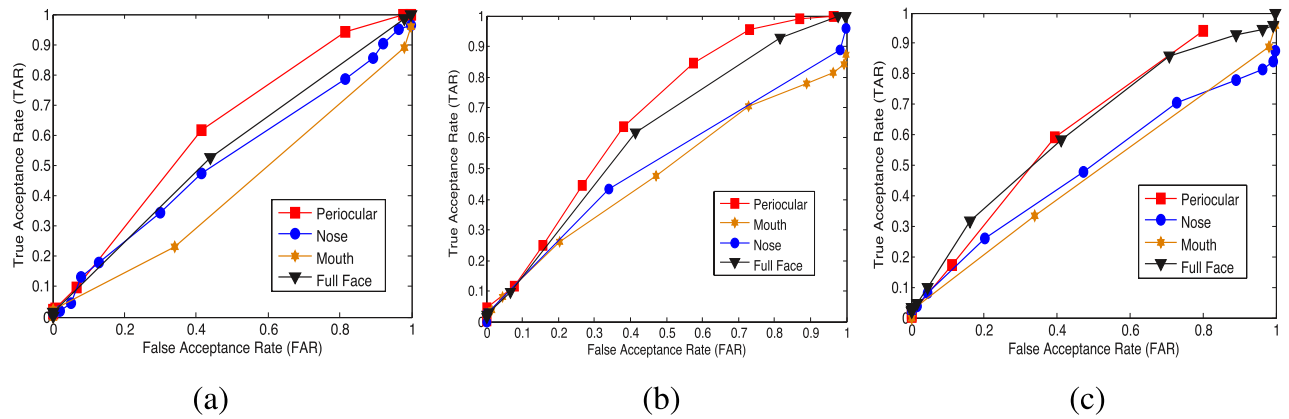 1
0.9
0.8
0.7
0.6
0.5
0.4
0.3
0.2
0.1
0
0 0.2 0.4 0.6 0.8 1
True Acceptance Rate (TAR)
False Acceptance Rate (FAR)
Periocular
Nose
Mouth
Full Face
(a)
1
0.9
0.8
0.7
0.6
0.5
0.4
0.3
0.2
0.1
0
0 0.1 0.2 0.3 0.4 0.5 0.6 0.7 0.8 0.9 1
True Acceptance Rate (TAR)
False Acceptance Rate (FAR)
Periocular
Mouth
Nose
Full Face
(b)
1
0.9
0.8
0.7
0.6
0.5
0.4
0.3
0.2
0.1
0
0 0.2 0.4 0.6 0.8 1
True Acceptance Rate (TAR)
False Acceptance Rate (FAR)
Periocular
Nose
Mouth
Full Face
(c)